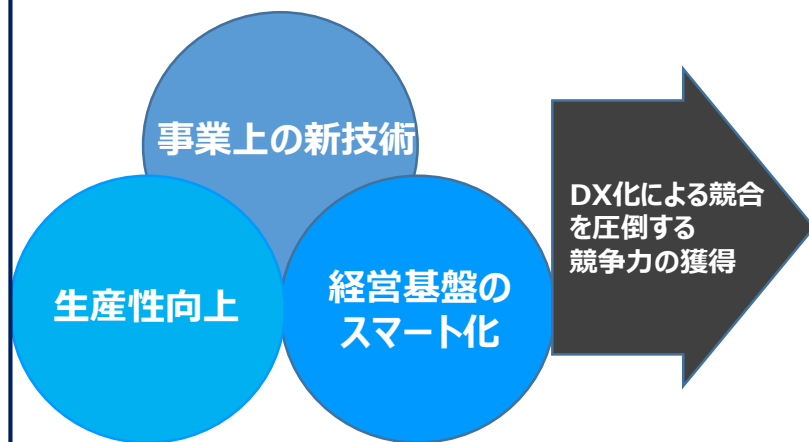 事業上の新技術
生産性向上
経営基盤の
スマート化
DX化による競合
を圧倒する
競争力の獲得